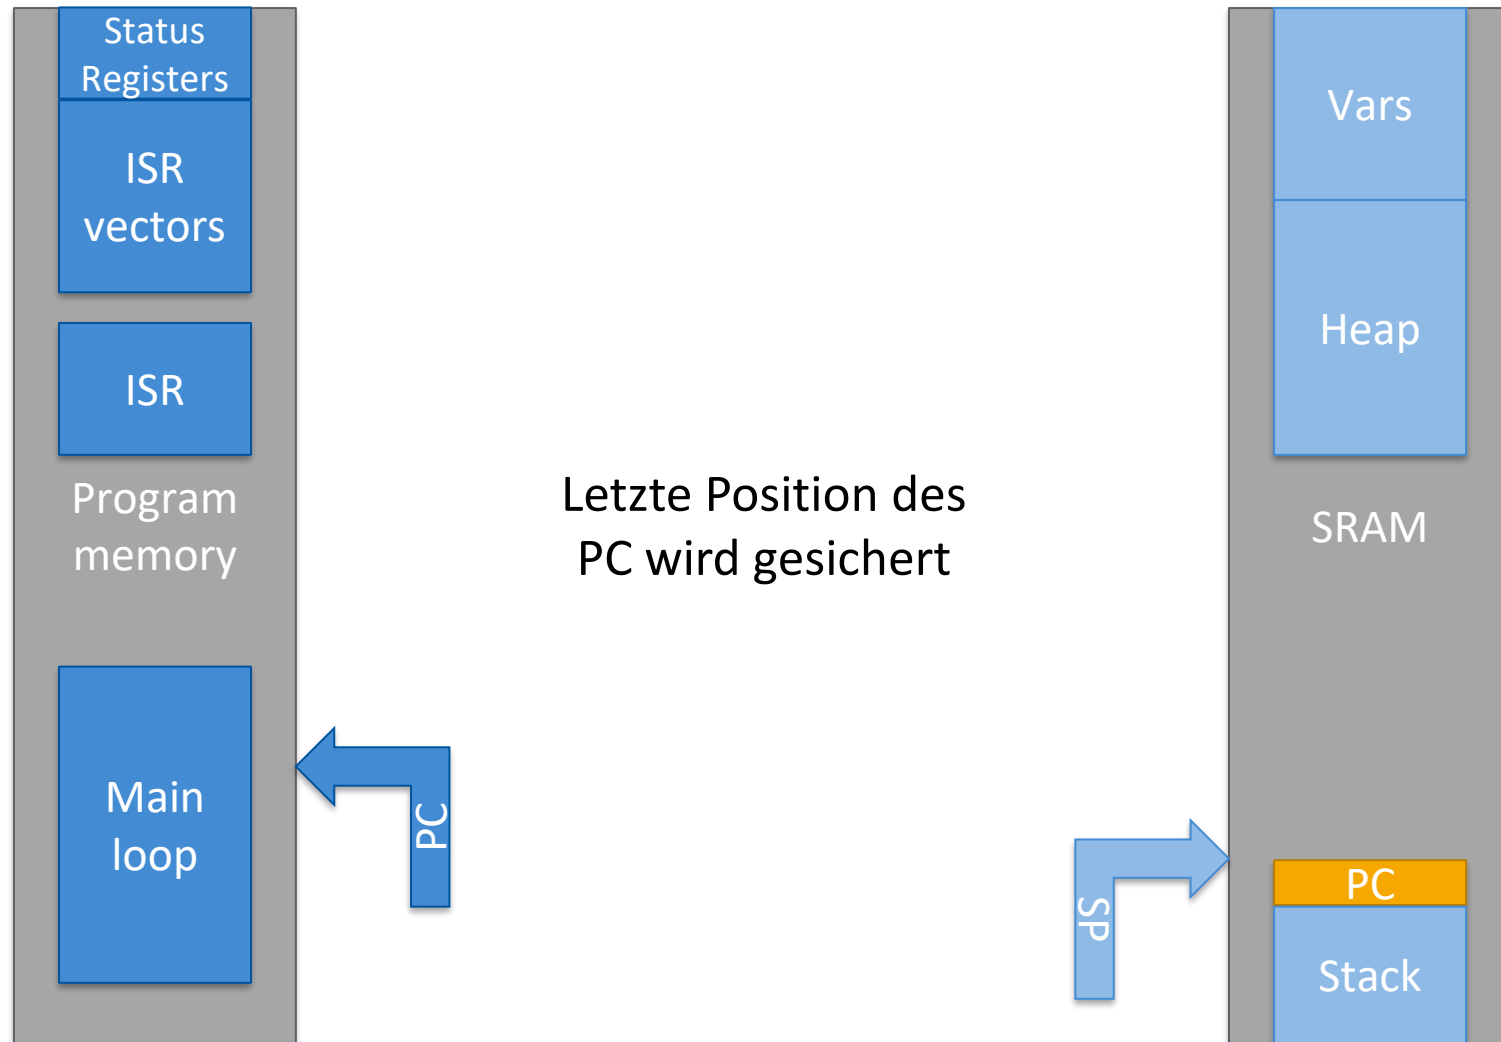 Status
Registers
ISR
vectors
ISR
Program
memory
Main
loop
PC
Letzte Position des
PC wird gesichert
SP
Vars
Heap
SRAM
PC
Stack